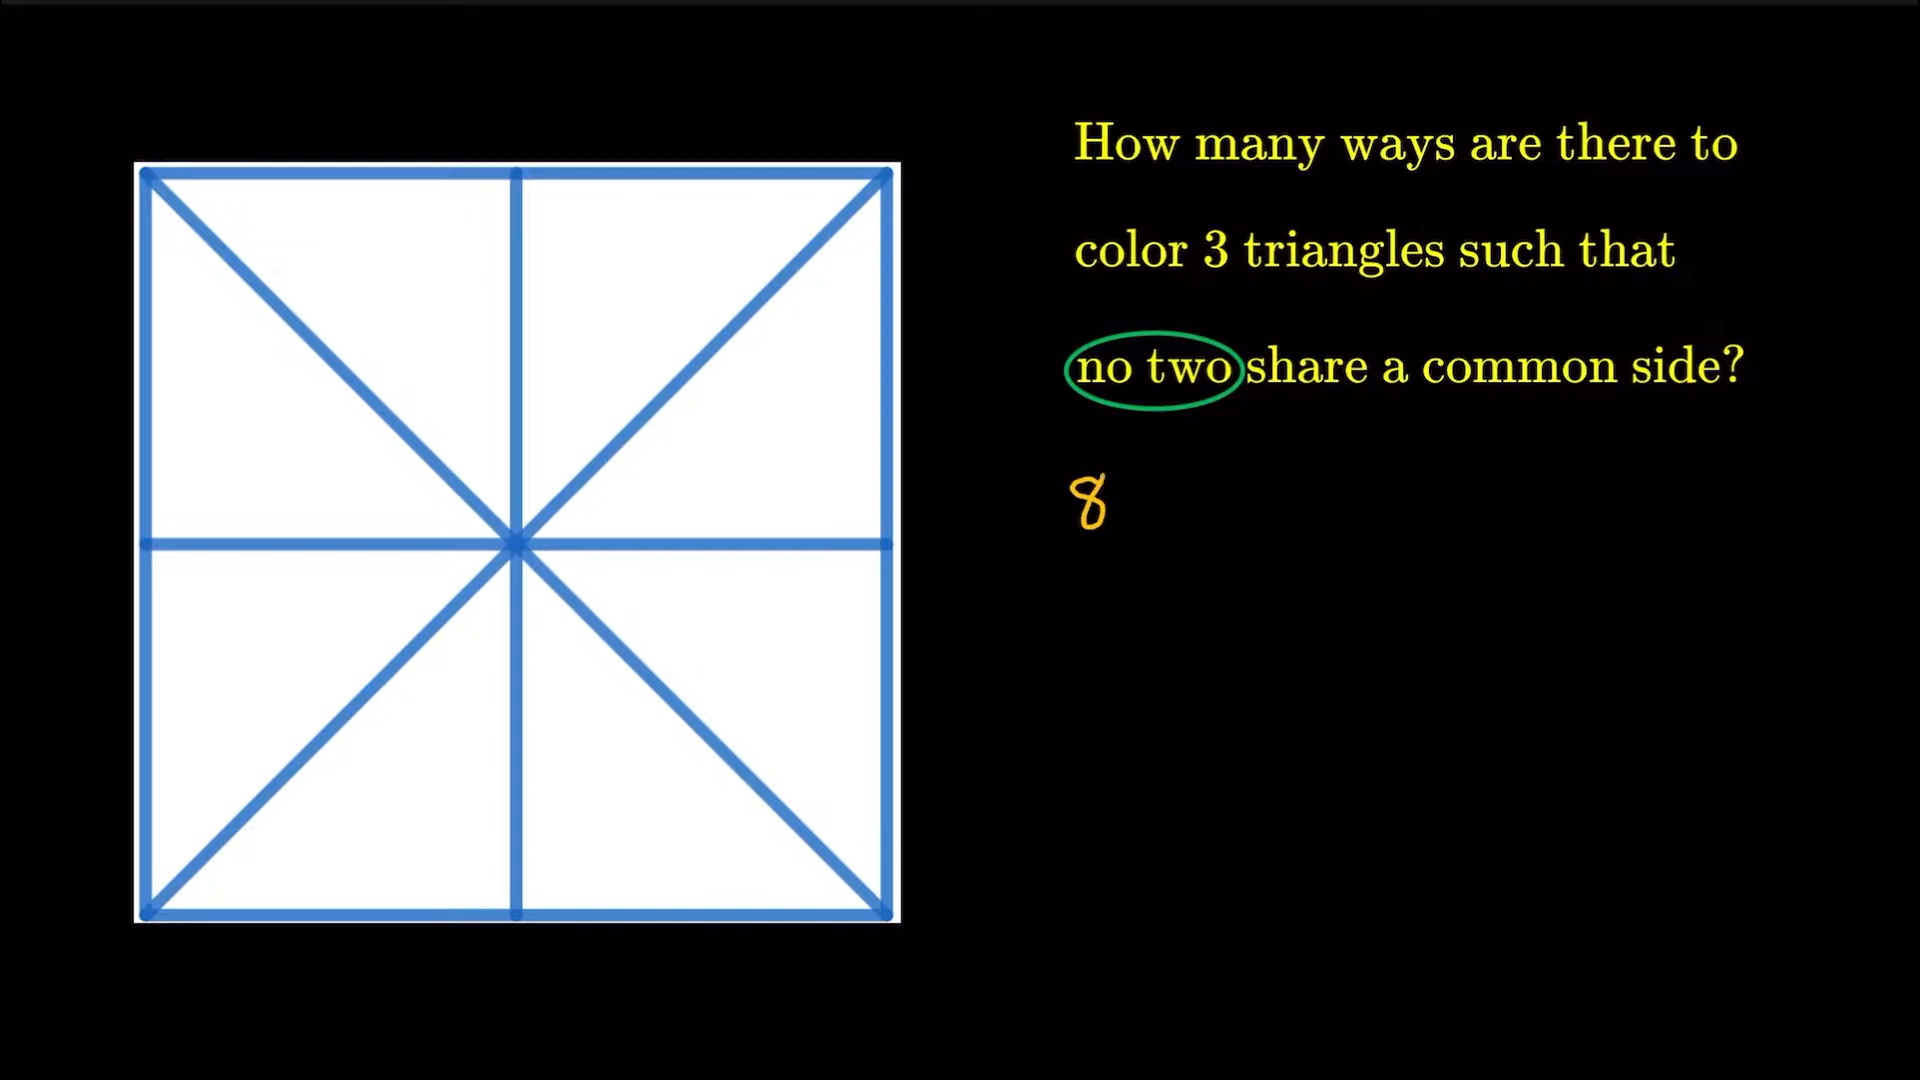 How many ways are there to
color 3 triangles such that
no two share a common side?
8